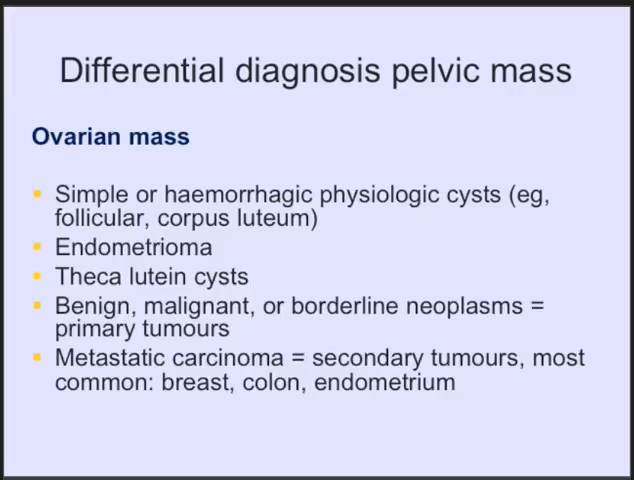 Differential diagnosis pelvic mass
Ovarian mass
Simple or haemorrhagic physiologic cysts (eg,
follicular, corpus luteum)
Endometrioma
Theca lutein cysts
Benign, malignant, or borderline neoplasms =
primary tumours
Metastatic carcinoma = secondary tumours, most
common: breast, colon, endometrium